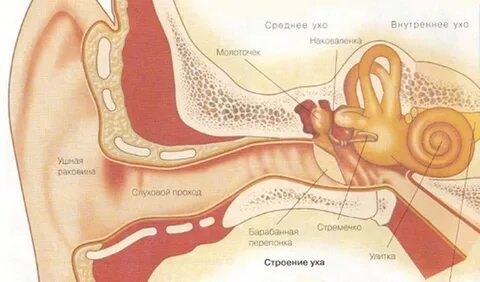 Среднее ухо
Внутреннее ухо
Молоточек
Наковаленка
Ушная
раковина
Слуховой проход
Барабанная
перепонка
Стремечко
Улитка
Строение уха